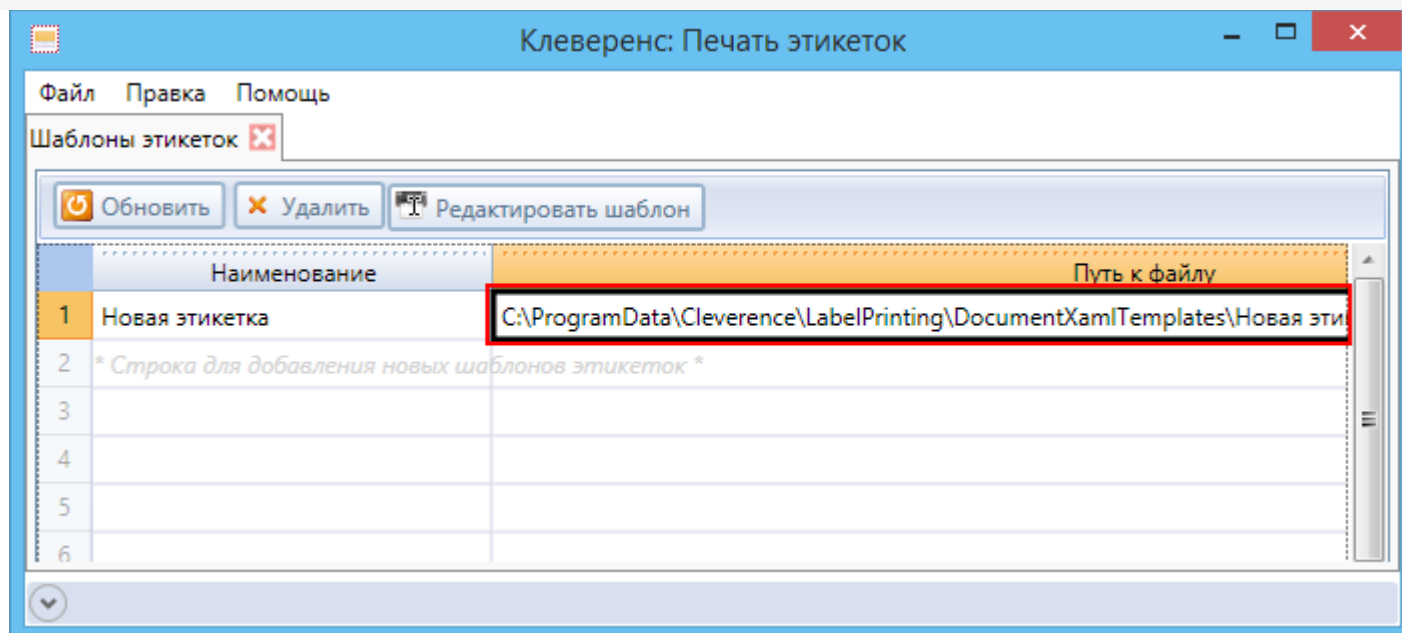 Клеверенс: Печать этикеток
Файл Правка Помощь
Шаблоны этикеток
Обновить Удалить Редактировать шаблон
Наименование Путь к файлу
1 Новая этикетка C:\ProgramData\Cleverence\LabelPrinting\DocumentXamlTemplates\Новая эти
2 * Строка для добавления новых шаблонов этикеток *
3
4
5
6